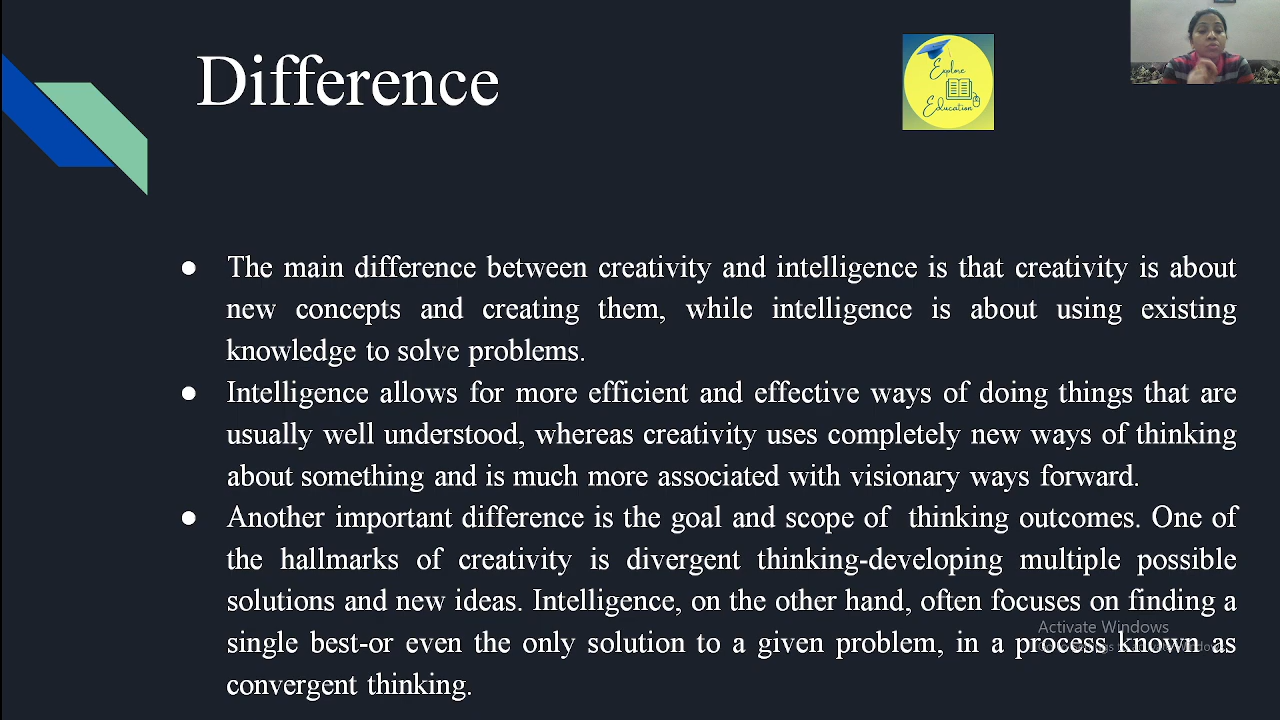 Difference
Explore
Education
● The main difference between creativity and intelligence is that creativity is about
new concepts and creating them, while intelligence is about using existing
knowledge to solve problems.
● Intelligence allows for more efficient and effective ways of doing things that are
usually well understood, whereas creativity uses completely new ways of thinking
about something and is much more associated with visionary ways forward.
● Another important difference is the goal and scope of thinking outcomes. One of
the hallmarks of creativity is divergent thinking-developing multiple possible
solutions and new ideas. Intelligence, on the other hand, often focuses on finding a
Activate Windows
single best-or even the only solution to a given problem, in a process known as
convergent thinking.